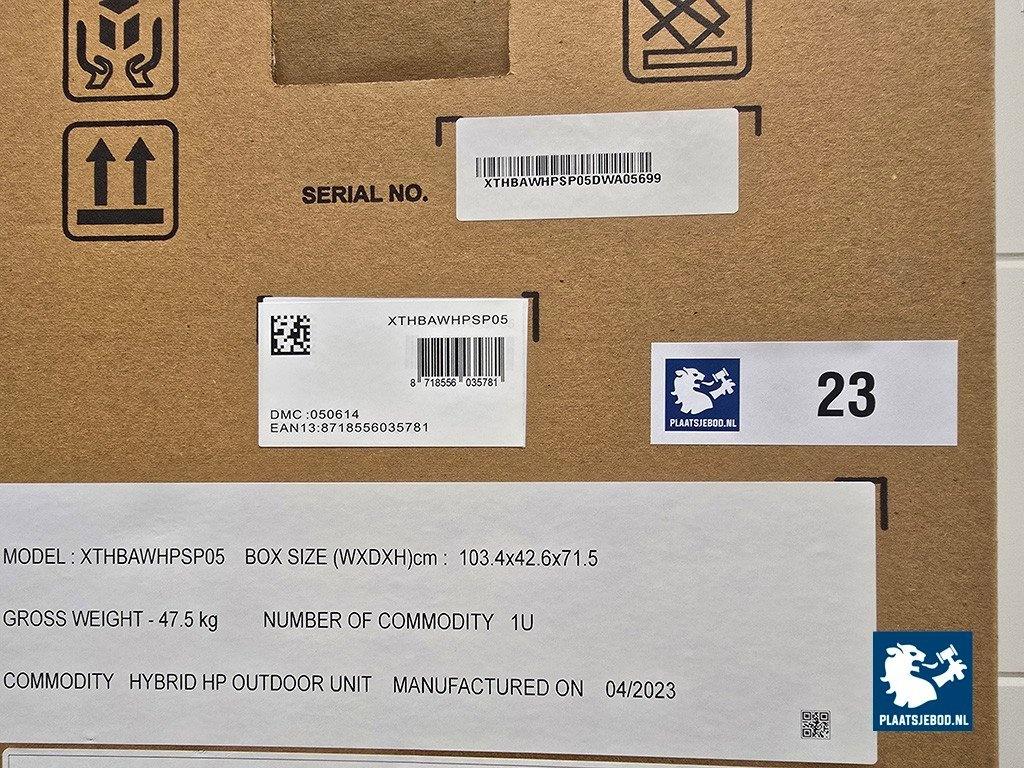 SERIAL NO.
XTHBAWHPSP05DWA05699
XTHBAWHPSP05
8 718556 035781
DMC :050614
EAN13:8718556035781
PLAATSJEBOD.NL
23
MODEL : XTHBAWHPSP05 BOX SIZE (WXDXH)cm : 103.4x42.6x71.5
GROSS WEIGHT - 47.5 kg NUMBER OF COMMODITY 1U
COMMODITY HYBRID HP OUTDOOR UNIT MANUFACTURED ON 04/2023
PLAATSJEBOD.NL